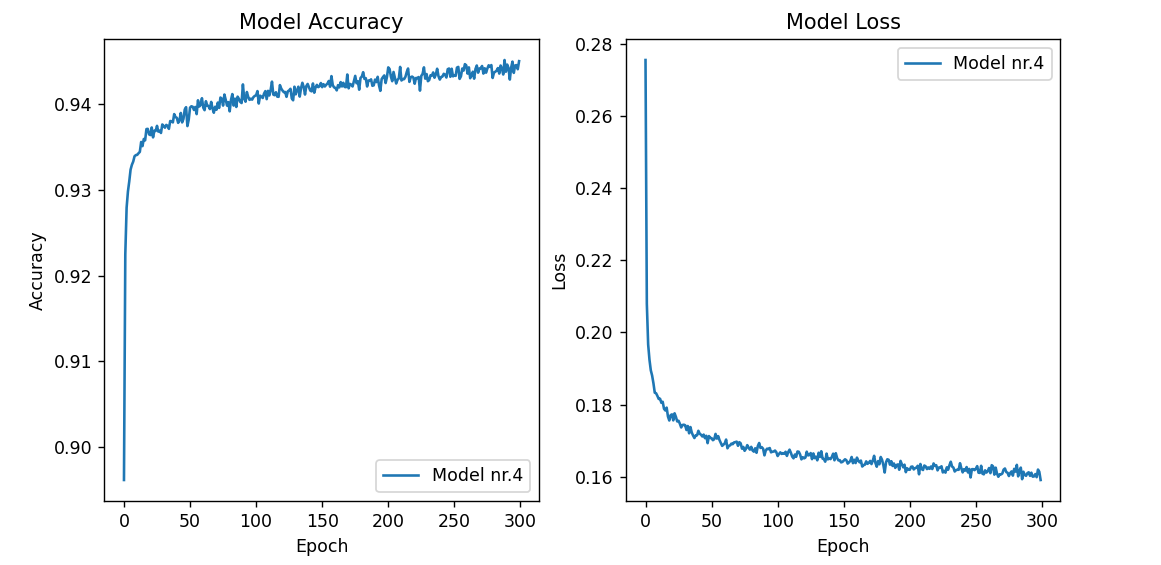 Model Accuracy
Accuracy
0.94
0.93
0.92
0.91
0.90
Model nr.4
0 50 100 150 200 250 300
Epoch
Model Loss
Loss
0.28
0.26
0.24
0.22
0.20
0.18
0.16
Model nr.4
0 50 100 150 200 250 300
Epoch